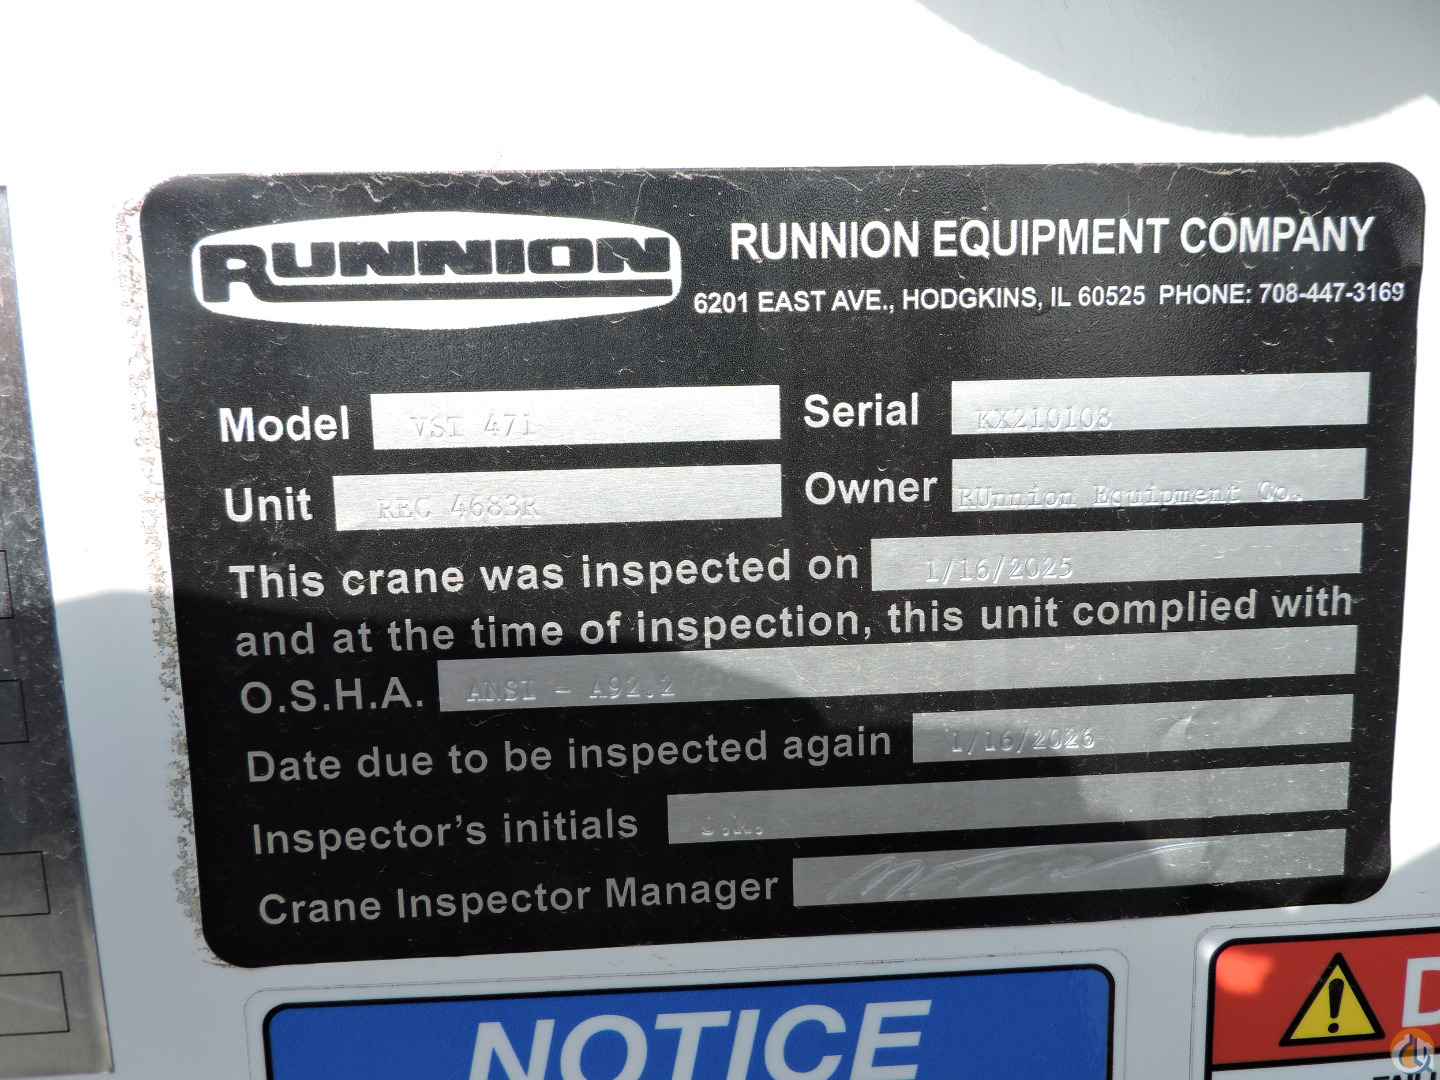 RUNNION
RUNNION EQUIPMENT COMPANY
6201 EAST AVE., HODGKINS, IL 60525 PHONE: 708-447-3169
Model VST 47I Serial KX210108
Unit REC 4683R Owner RUnnion Equipment Co.
This crane was inspected on 1/16/2025
and at the time of inspection, this unit complied with
O.S.H.A. ANSI - A92.2
Date due to be inspected again 1/16/2026
Inspector's initials
Crane Inspector Manager
NOTICE